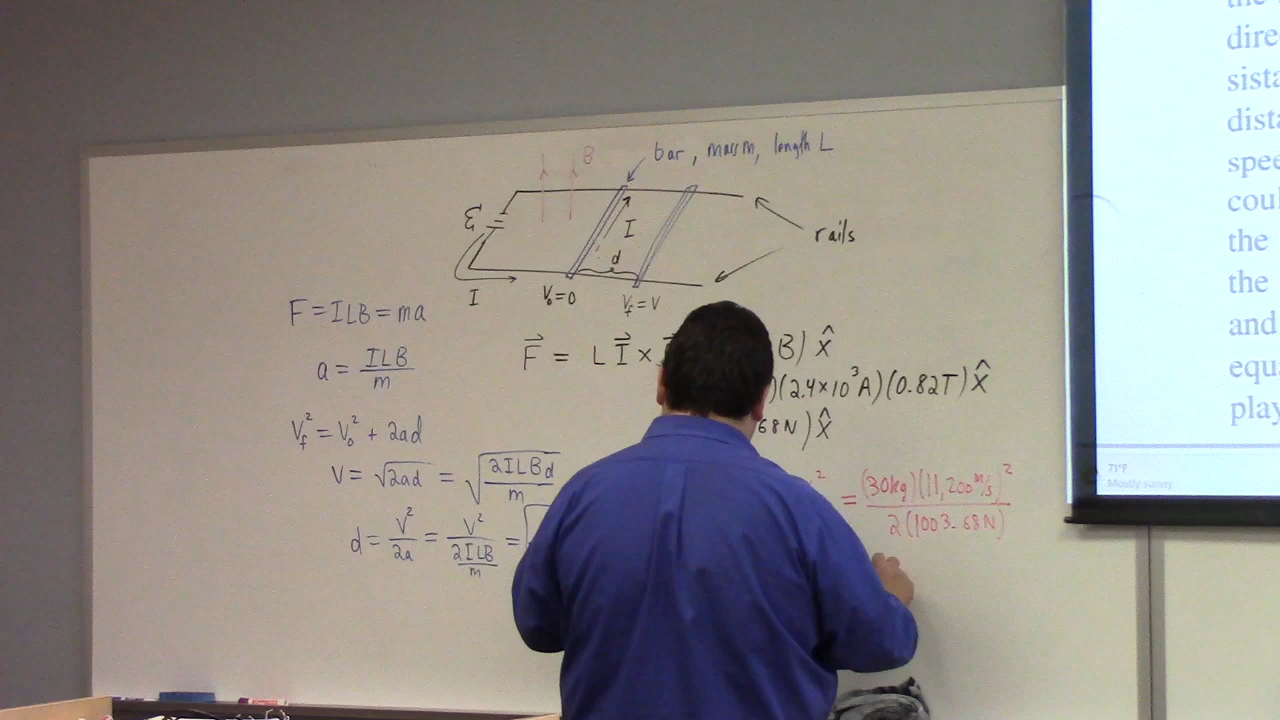 B
bar, mass m, length L
ε
I
d
rails
I
V₀=0
V_f=V
F=ILB=ma
a = ILB/m
V_f² = V₀² + 2ad
V = √2ad = √(2ILBd/m)
d = V²/2a = V²/(2ILB/m) =
F⃗ = L I⃗ ×
B) x̂
)(2.4×10³A)(0.82T) x̂
68N) x̂
² = (30kg)(11,200 m/s)²/2(1003.68N)
the
dire
sista
dista
spee
coul
the
the
and
equa
play
71°F
Mostly sunny